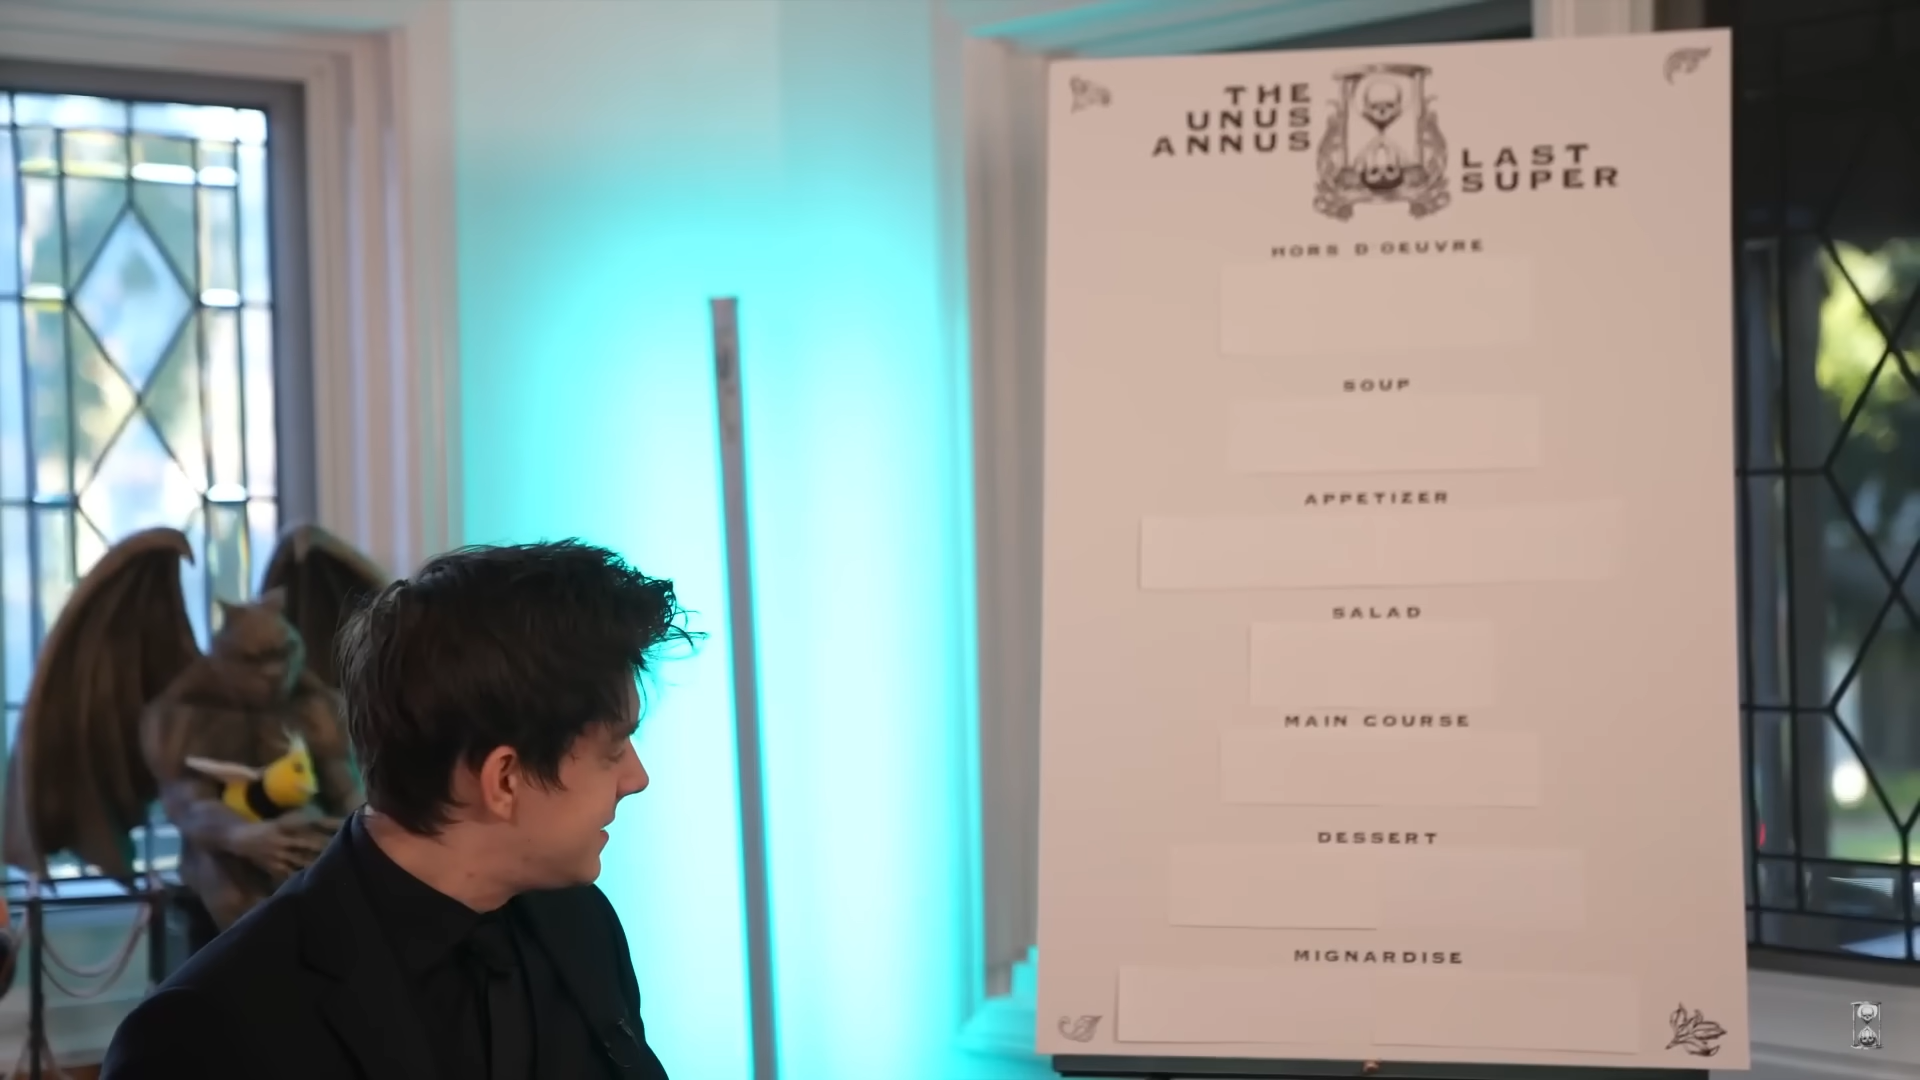 THE
UNUS
ANNUS
LAST
SUPER
HORS D'OEUVRE
SOUP
APPETIZER
SALAD
MAIN COURSE
DESSERT
MIGNARDISE